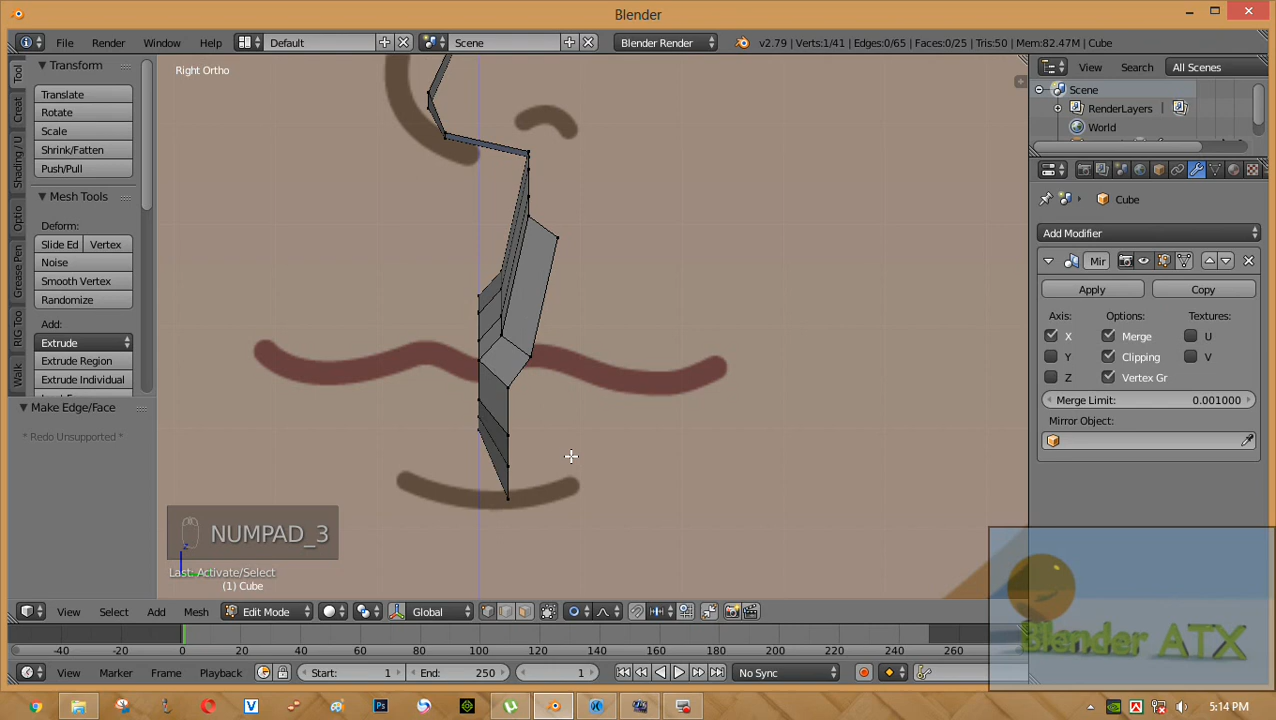 Blender
File Render Window Help Default Scene Blender Render v2.79 | Verts:1/41 | Edges:0/65 | Faces:0/25 | Tris:50 | Mem:82.47M | Cube
Right Ortho
Tool
Creat
Shading / U
Optio
Grease Pen
RIG Too
Walk
Transform
Translate
Rotate
Scale
Shrink/Fatten
Push/Pull
Mesh Tools
Deform:
Slide Ed Vertex
Noise
Smooth Vertex
Randomize
Add:
Extrude
Extrude Region
Extrude Individual
Make Edge/Face
* Redo Unsupported *
NUMPAD_3
Last: Activate/Select
(1) Cube
View Search All Scenes
Scene
RenderLayers
World
Cube
Add Modifier
Mir
Apply Copy
Axis: Options: Textures:
X Merge U
Y Clipping V
Z Vertex Gr
Merge Limit: 0.001000
Mirror Object:
Blender ATX
View Select Add Mesh Edit Mode Global
-40 -20 0 20 40 60 80 100 120 140 160 180 200 220 240 260
View Marker Frame Playback Start: 1 End: 250 1 No Sync
5:14 PM